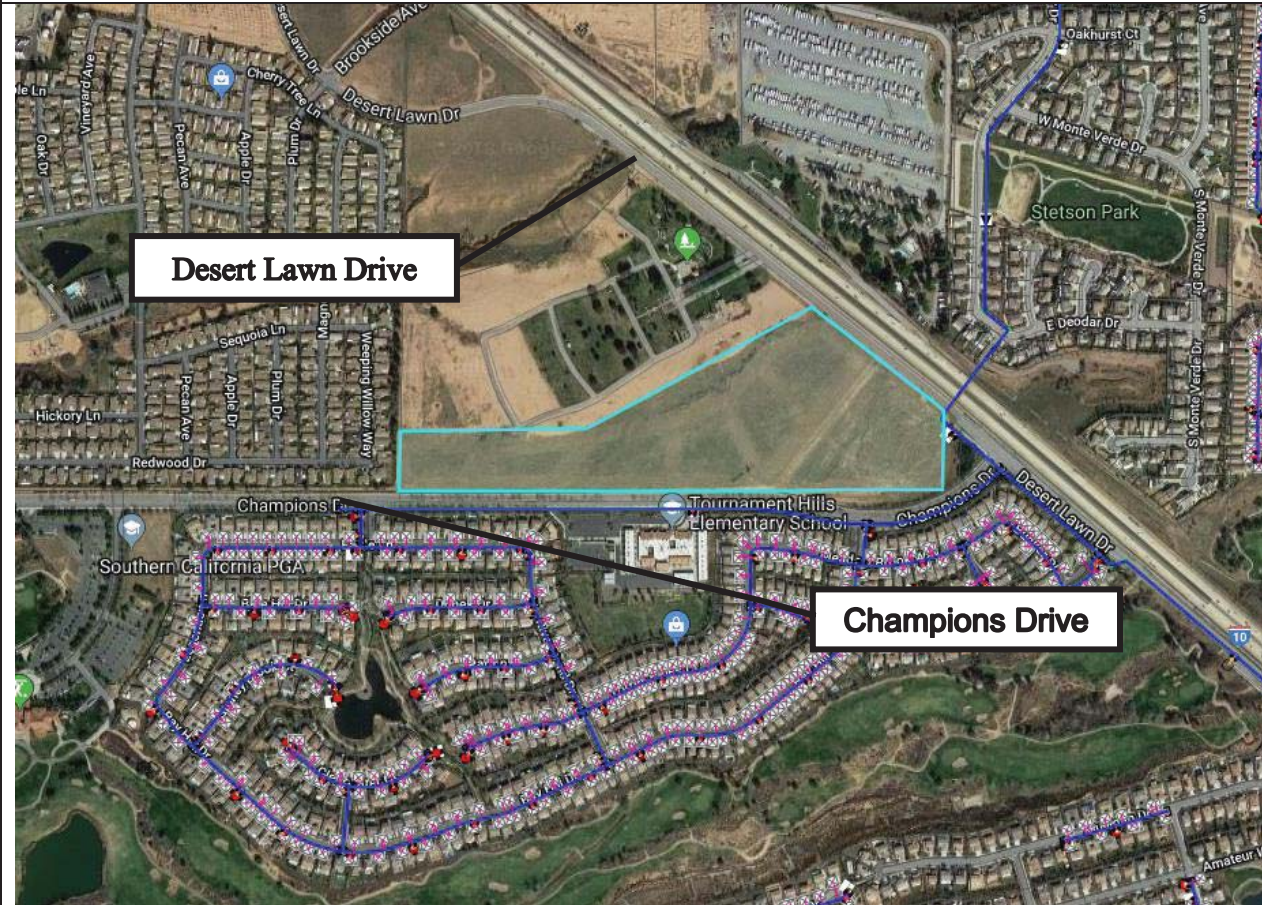 Desert Lawn Dr
Brookside Ave
Oakhurst Ct
Vineyard Ave
Cherry Tree Ln
Desert Lawn Dr
Oak Dr
Pecan Ave
Apple Dr
Plum Dr
W Monte Verde Dr
Stetson Park
S Monte Verde Dr
Desert Lawn Drive
Sequoia Ln
Weeping Willow Way
E Deodar Dr
Pecan Ave
Apple Dr
Plum Dr
Hickory Ln
S Monte Verde Dr
Redwood Dr
Champions Dr
Tournament Hills
Elementary School
Champions Dr
Desert Lawn Dr
Southern California PGA
Champions Drive
10